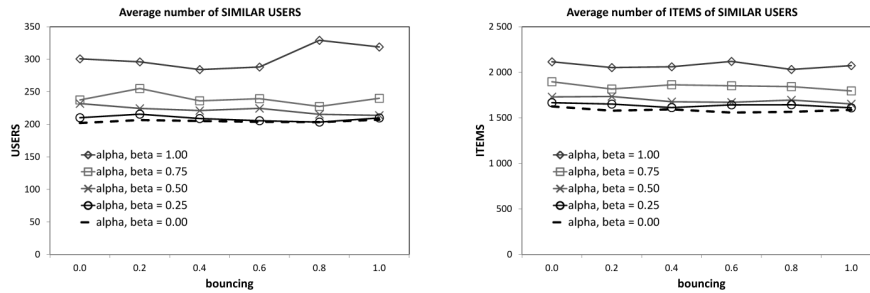 Average number of SIMILAR USERS
350
300
250
200
150
100
50
0
USERS
alpha, beta = 1.00
alpha, beta = 0.75
alpha, beta = 0.50
alpha, beta = 0.25
alpha, beta = 0.00
0.0 0.2 0.4 0.6 0.8 1.0
bouncing
Average number of ITEMS of SIMILAR USERS
2 500
2 000
1 500
1 000
500
0
ITEMS
alpha, beta = 1.00
alpha, beta = 0.75
alpha, beta = 0.50
alpha, beta = 0.25
alpha, beta = 0.00
0.0 0.2 0.4 0.6 0.8 1.0
bouncing